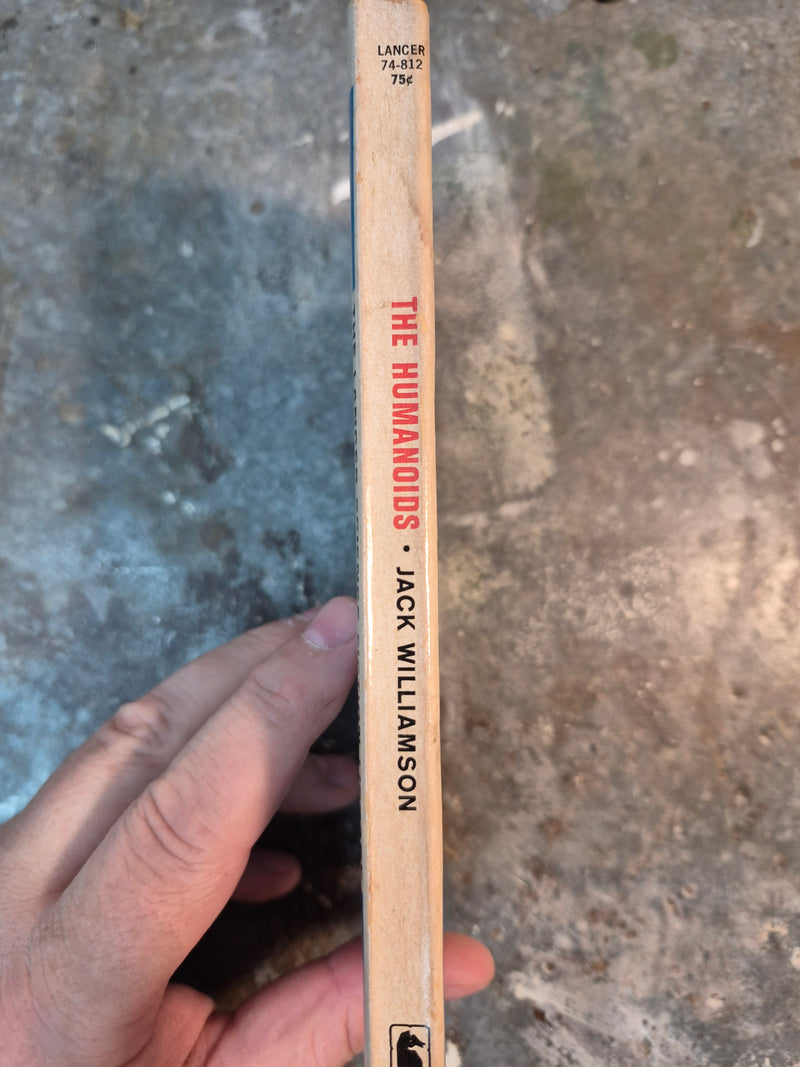 LANCER
74-812
75¢
THE HUMANOIDS • JACK WILLIAMSON